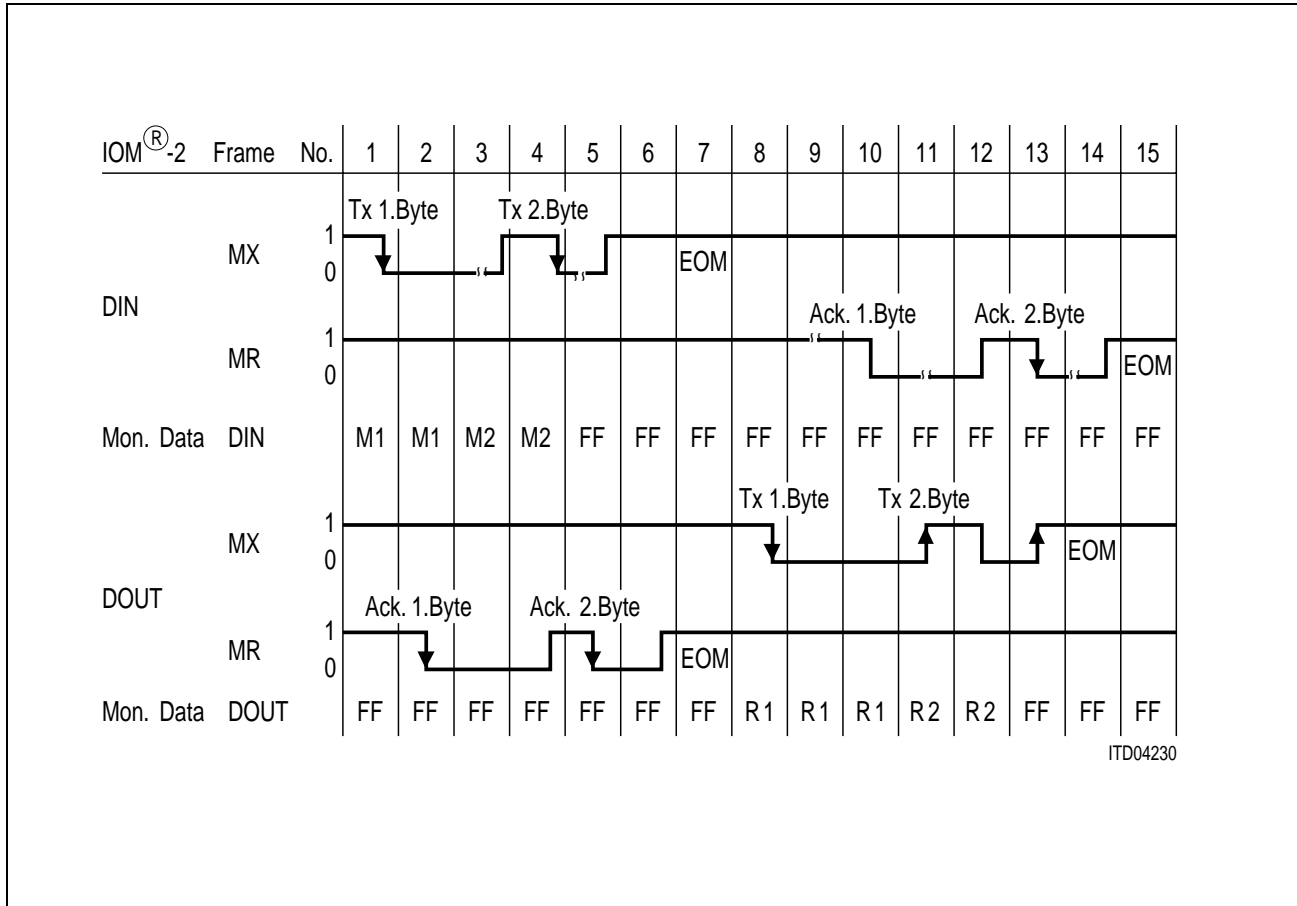 IOM®-2 Frame No. 1 2 3 4 5 6 7 8 9 10 11 12 13 14 15
Tx 1.Byte Tx 2.Byte
1
MX
0
EOM
DIN
Ack. 1.Byte Ack. 2.Byte
1
MR
0
EOM
Mon. Data DIN M1 M1 M2 M2 FF FF FF FF FF FF FF FF FF FF FF
Tx 1.Byte Tx 2.Byte
1
MX
0
EOM
DOUT
Ack. 1.Byte Ack. 2.Byte
1
MR
0
EOM
Mon. Data DOUT FF FF FF FF FF FF FF R1 R1 R1 R2 R2 FF FF FF
ITD04230